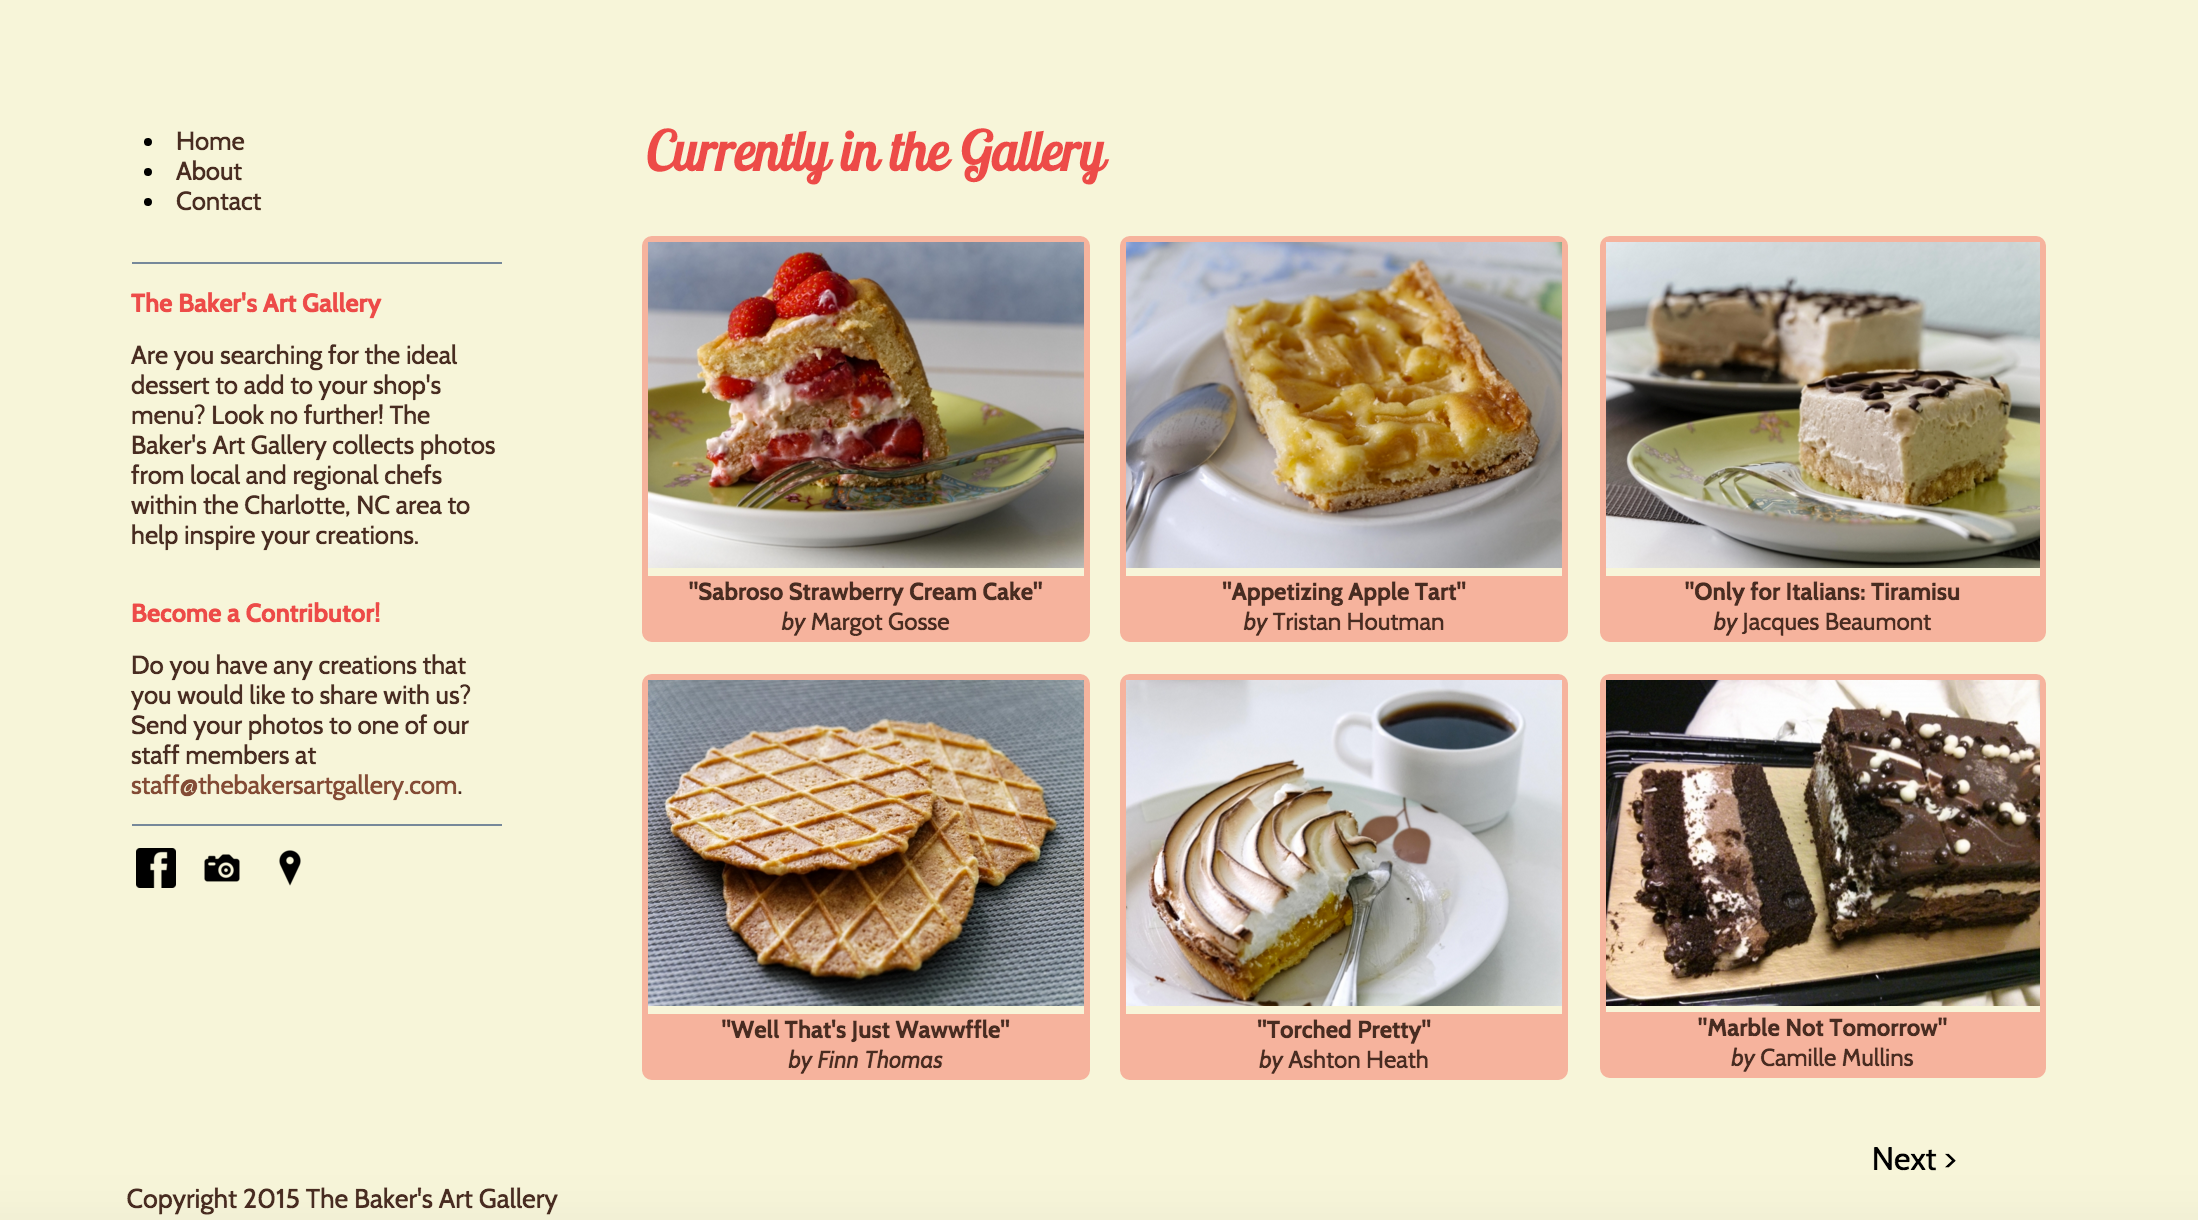 Home
About
Contact
The Baker's Art Gallery
Are you searching for the ideal
dessert to add to your shop's
menu? Look no further! The
Baker's Art Gallery collects photos
from local and regional chefs
within the Charlotte, NC area to
help inspire your creations.
Become a Contributor!
Do you have any creations that
you would like to share with us?
Send your photos to one of our
staff members at
staff@thebakersartgallery.com.
Currently in the Gallery
"Sabroso Strawberry Cream Cake"
by Margot Gosse
"Appetizing Apple Tart"
by Tristan Houtman
"Only for Italians: Tiramisu
by Jacques Beaumont
"Well That's Just Wawwffle"
by Finn Thomas
"Torched Pretty"
by Ashton Heath
"Marble Not Tomorrow"
by Camille Mullins
Next >
Copyright 2015 The Baker's Art Gallery